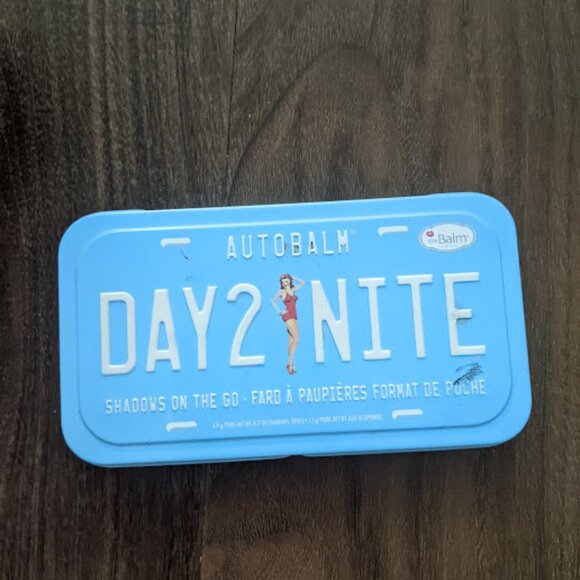 AUTOBALM®
theBalm®
DAY2NITE
SHADOWS ON THE GO · FARD À PAUPIÈRES FORMAT DE POCHE